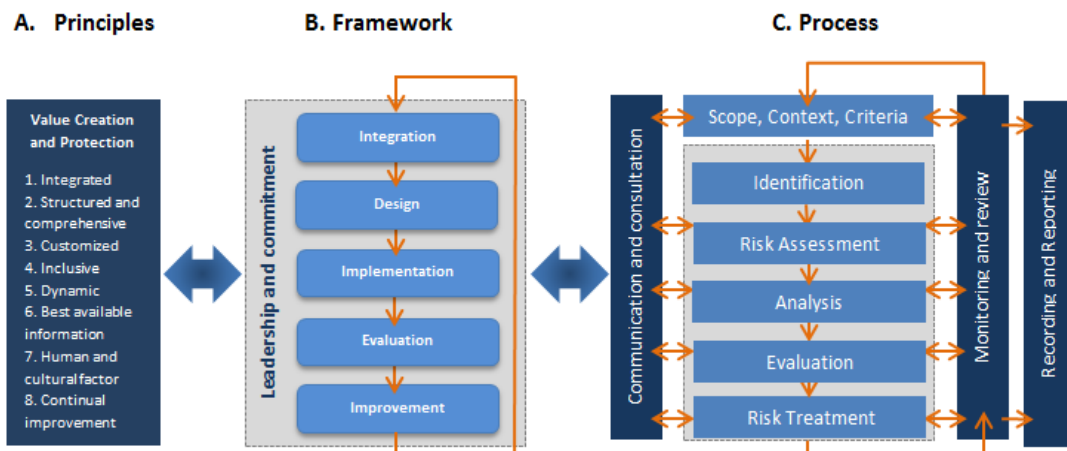 A. Principles
Value Creation
and Protection
1. Integrated
2. Structured and
comprehensive
3. Customized
4. Inclusive
5. Dynamic
6. Best available
information
7. Human and
cultural factor
8. Continual
improvement
B. Framework
Leadership and commitment
Integration
Design
Implementation
Evaluation
Improvement
C. Process
Communication and consultation
Scope, Context, Criteria
Identification
Risk Assessment
Analysis
Evaluation
Risk Treatment
Monitoring and review
Recording and Reporting